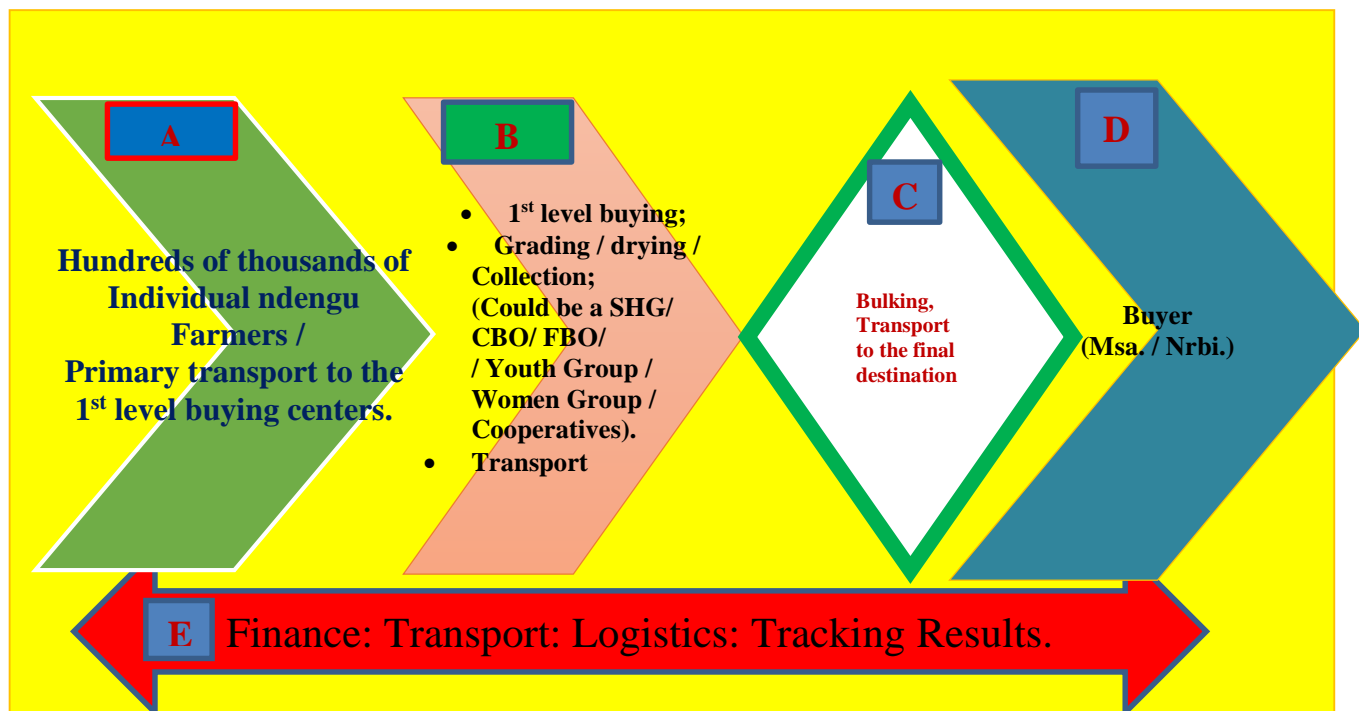 A
Hundreds of thousands of
Individual ndengu
Farmers /
Primary transport to the
1st level buying centers.
B
• 1st level buying;
• Grading / drying /
Collection;
(Could be a SHG/
CBO/ FBO/
/ Youth Group /
Women Group /
Cooperatives).
• Transport
C
Bulking,
Transport
to the final
destination
D
Buyer
(Msa. / Nrbi.)
E Finance: Transport: Logistics: Tracking Results.